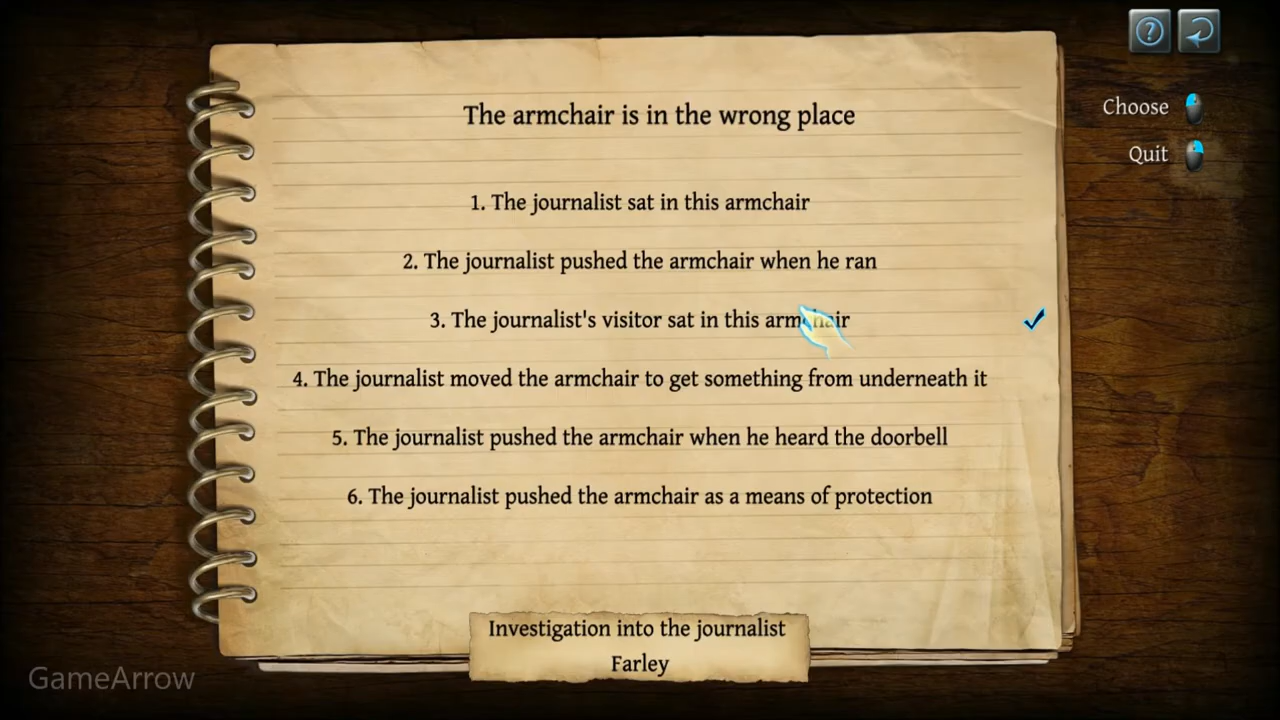 The armchair is in the wrong place
Choose
Quit
1. The journalist sat in this armchair
2. The journalist pushed the armchair when he ran
3. The journalist's visitor sat in this armchair
4. The journalist moved the armchair to get something from underneath it
5. The journalist pushed the armchair when he heard the doorbell
6. The journalist pushed the armchair as a means of protection
Investigation into the journalist
Farley
GameArrow